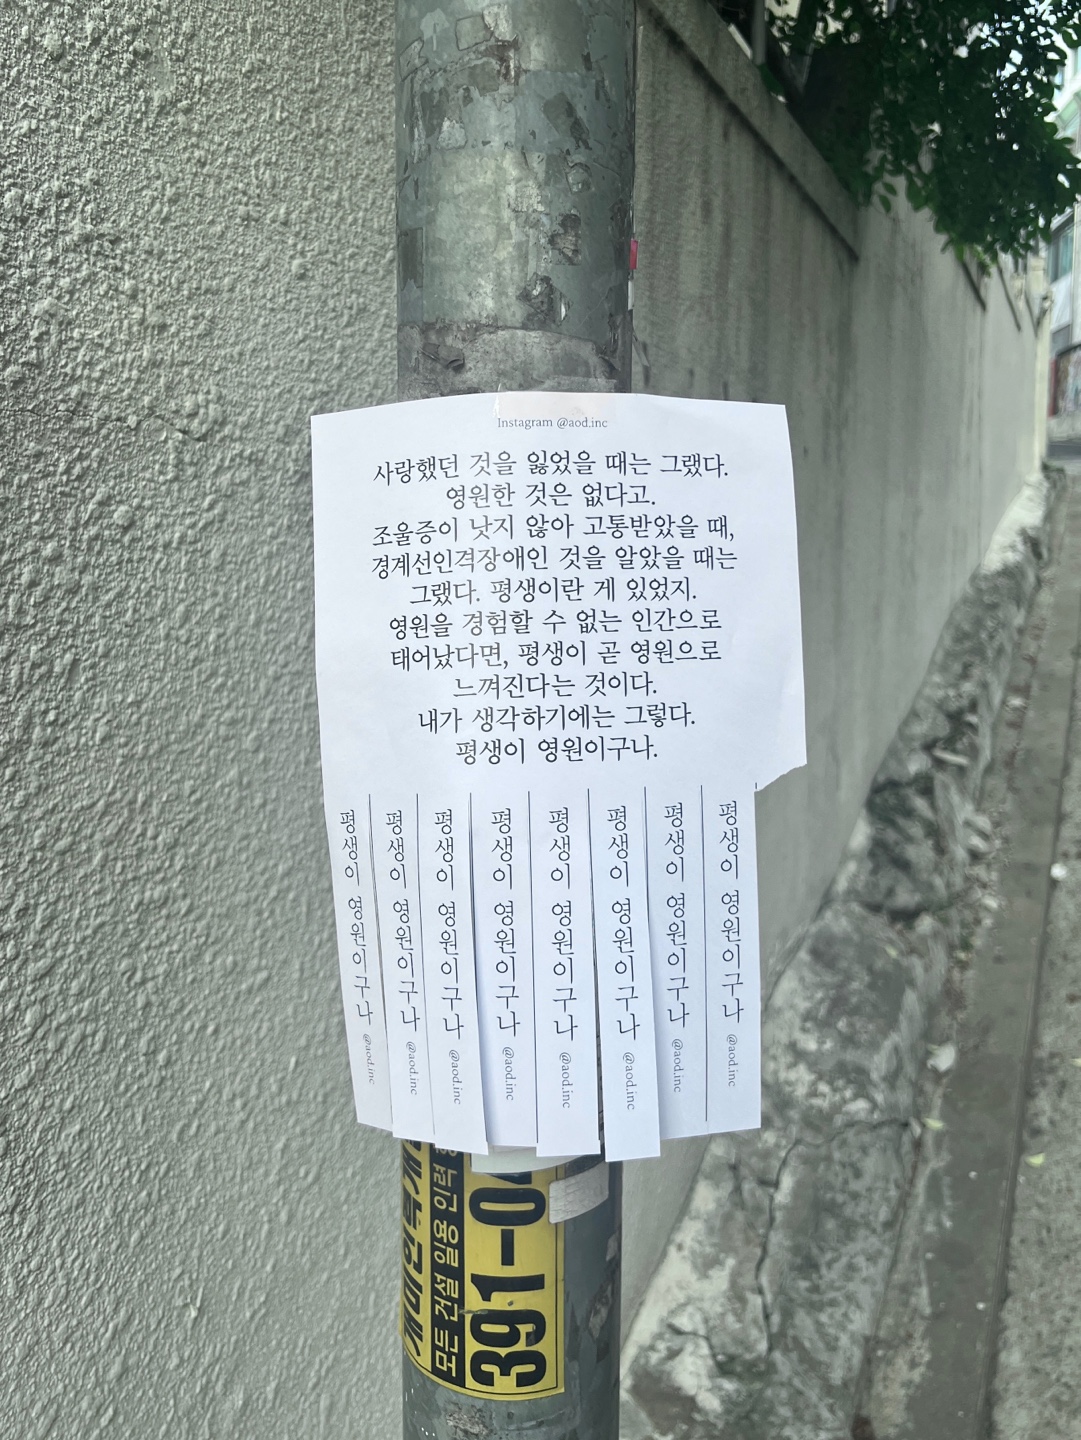 Instagram @aod.inc
사랑했던 것을 잃었을 때는 그랬다.
영원한 것은 없다고.
조울증이 낫지 않아 고통받았을 때,
경계선인격장애인 것을 알았을 때는
그랬다. 평생이란 게 있었지.
영원을 경험할 수 없는 인간으로
태어났다면, 평생이 곧 영원으로
느껴진다는 것이다.
내가 생각하기에는 그렇다.
평생이 영원이구나.
평생이 영원이구나 @aod.inc
평생이 영원이구나 @aod.inc
평생이 영원이구나 @aod.inc
평생이 영원이구나 @aod.inc
평생이 영원이구나 @aod.inc
평생이 영원이구나 @aod.inc
평생이 영원이구나 @aod.inc
평생이 영원이구나 @aod.inc
모든 건설 일용 인력
391-0